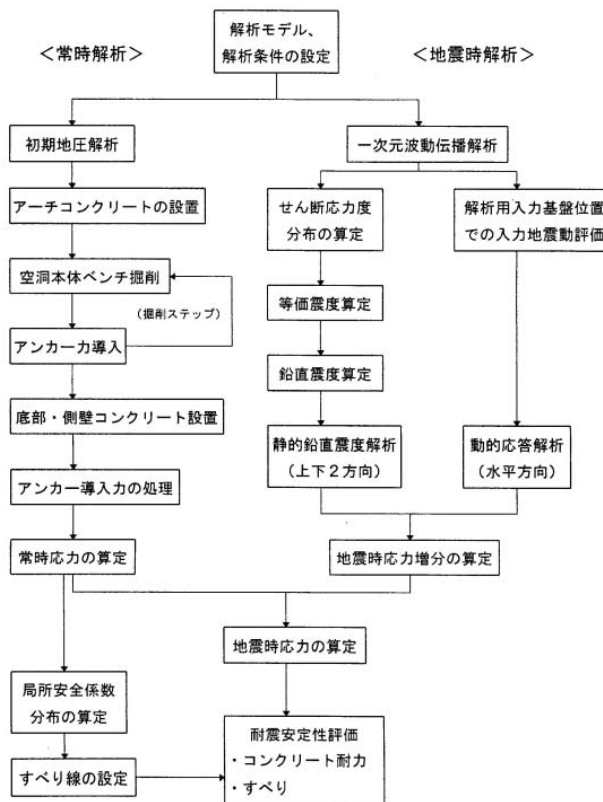 解析モデル、
解析条件の設定
＜常時解析＞
＜地震時解析＞
初期地圧解析
一次元波動伝播解析
アーチコンクリートの設置
せん断応力度
分布の算定
解析用入力基盤位置
での入力地震動評価
空洞本体ベンチ掘削
(掘削ステップ)
等価震度算定
アンカー力導入
鉛直震度算定
底部・側壁コンクリート設置
静的鉛直震度解析
（上下２方向）
動的応答解析
（水平方向）
アンカー導入力の処理
常時応力の算定
地震時応力増分の算定
地震時応力の算定
局所安全係数
分布の算定
耐震安定性評価
・コンクリート耐力
・すべり
すべり線の設定